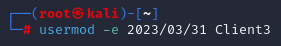 ┌──(root㉿kali)-[~]
└─# usermod -e 2023/03/31 Client3